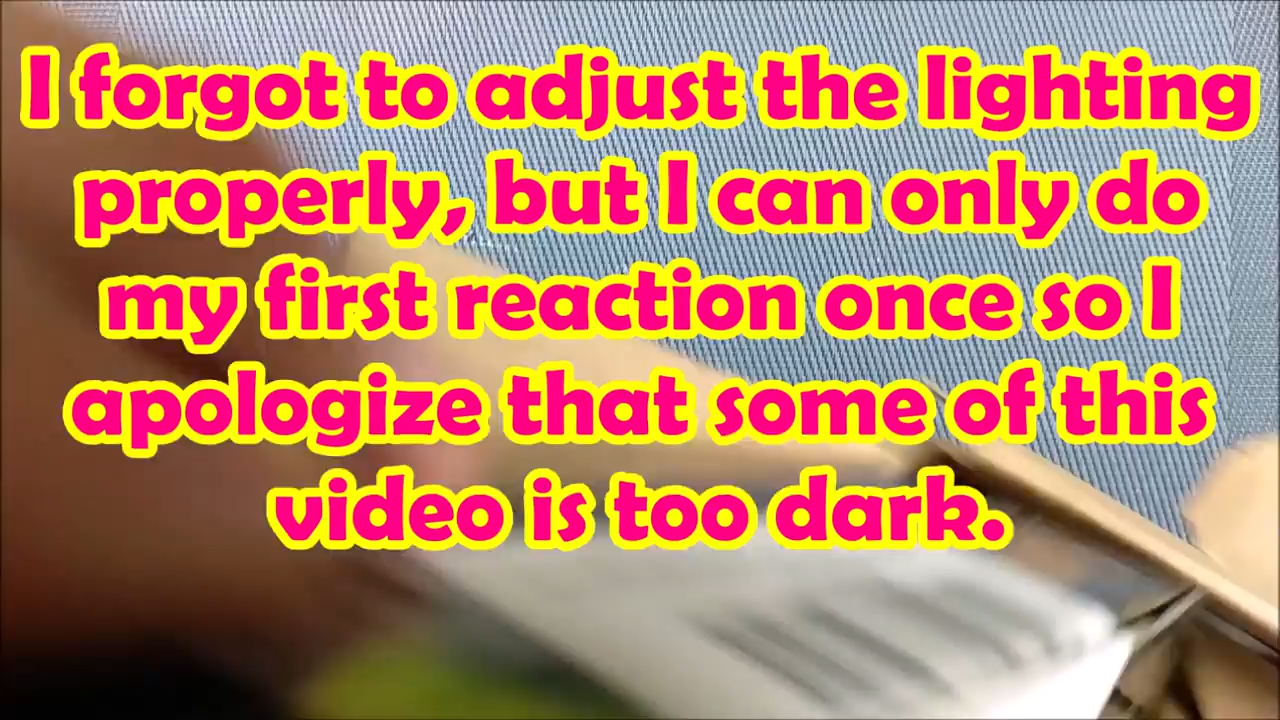 I forgot to adjust the lighting
properly, but I can only do
my first reaction once so I
apologize that some of this
video is too dark.